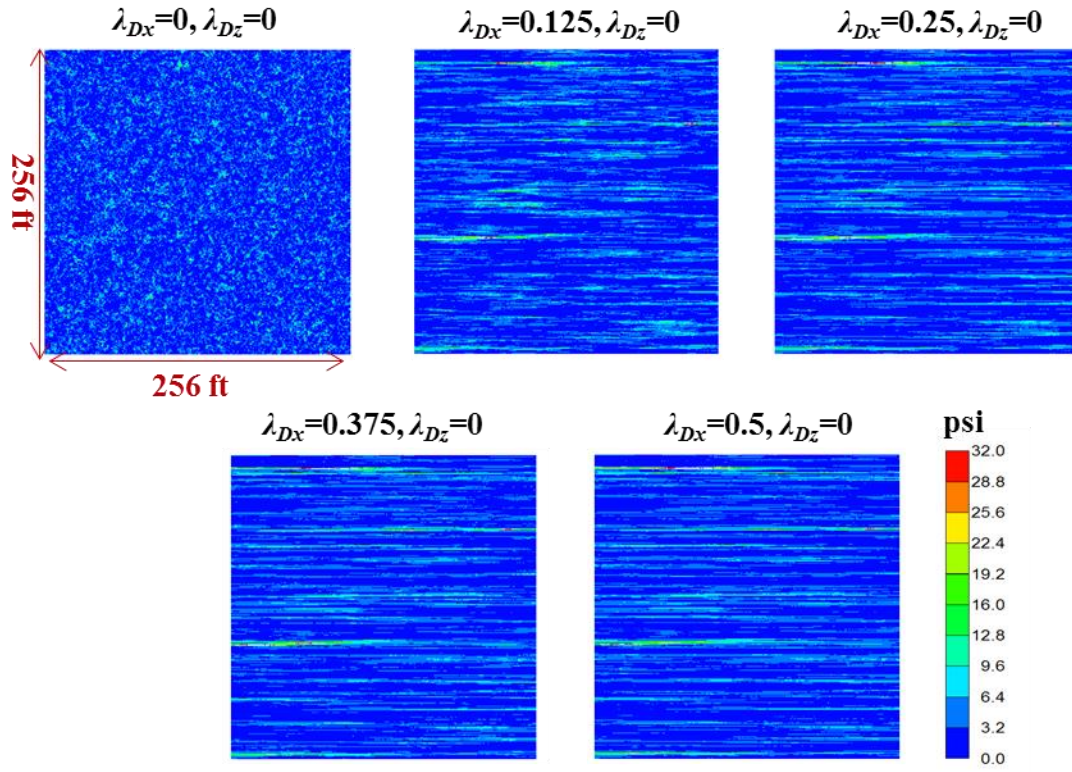 λDx=0, λDz=0
λDx=0.125, λDz=0
λDx=0.25, λDz=0
256 ft
256 ft
λDx=0.375, λDz=0
λDx=0.5, λDz=0
psi
32.0
28.8
25.6
22.4
19.2
16.0
12.8
9.6
6.4
3.2
0.0